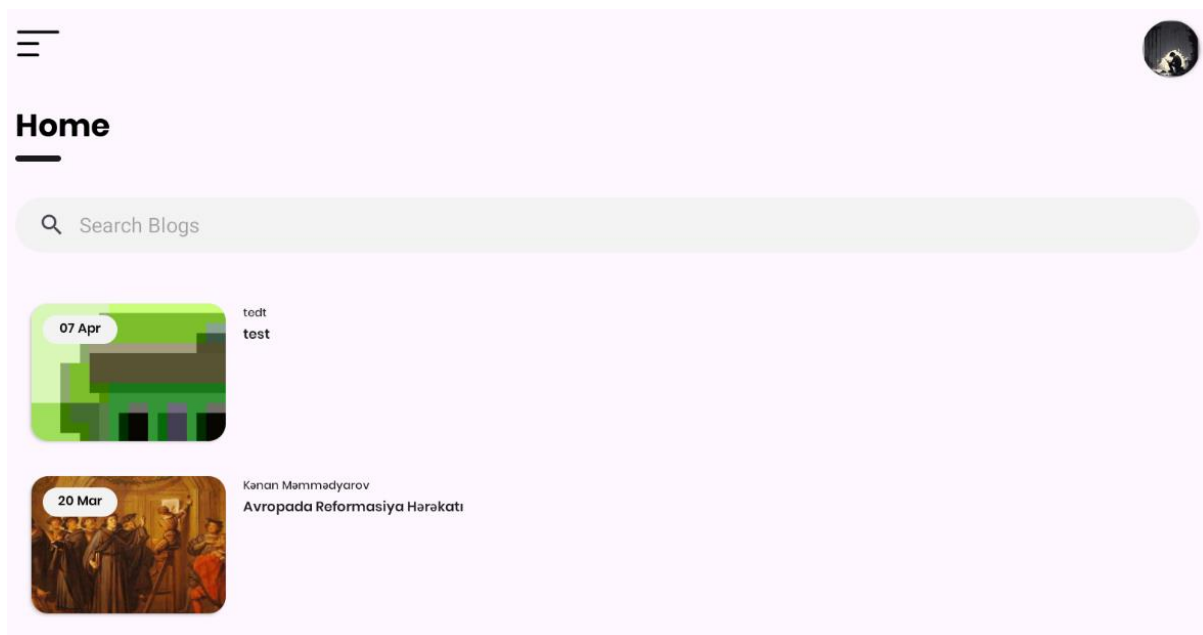 Home
Search Blogs
07 Apr
tedt
test
20 Mar
Kənan Məmmədyarov
Avropada Reformasiya Hərəkatı